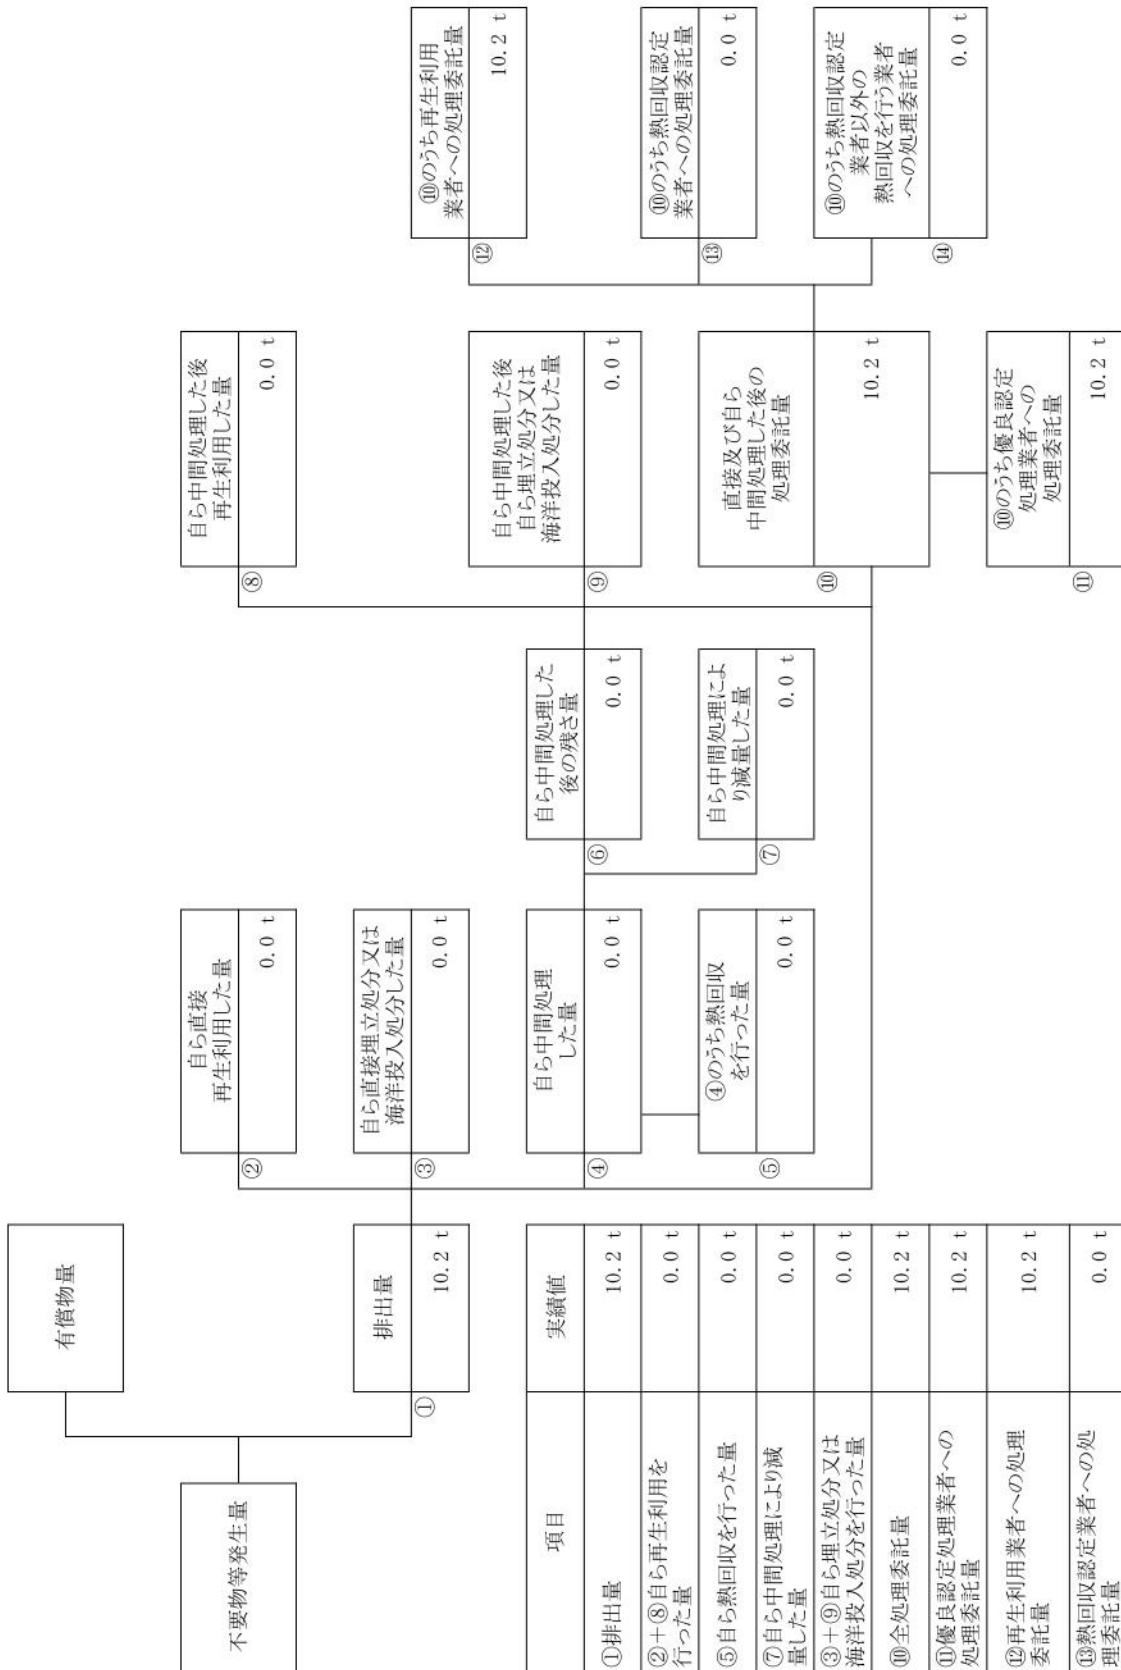 不要物等発生量
有償物量
排出量
①
10.2 t
②
自ら直接
再生利用した量
0.0 t
③
自ら直接埋立処分又は
海洋投入処分した量
0.0 t
④
自ら中間処理
した量
0.0 t
⑤
④のうち熱回収
を行った量
0.0 t
⑥
自ら中間処理した
後の残さ量
0.0 t
⑦
自ら中間処理によ
り減量した量
0.0 t
⑧
自ら中間処理した後
再生利用した量
0.0 t
⑨
自ら中間処理した後
自ら埋立処分又は
海洋投入処分した量
0.0 t
⑩
直接及び自ら
中間処理した後の
処理委託量
10.2 t
⑪
⑩のうち優良認定
処理業者への
処理委託量
10.2 t
⑫
⑩のうち再生利用
業者への処理委託量
10.2 t
⑬
⑩のうち熱回収認定
業者への処理委託量
0.0 t
⑭
⑩のうち熱回収認定
業者以外の
熱回収を行う業者
への処理委託量
0.0 t
項目 実績値
①排出量 10.2 t
②+⑧自ら再生利用を
行った量 0.0 t
⑤自ら熱回収を行った量 0.0 t
⑦自ら中間処理により減
量した量 0.0 t
③+⑨自ら埋立処分又は
海洋投入処分を行った量 0.0 t
⑩全処理委託量 10.2 t
⑪優良認定処理業者への
処理委託量 10.2 t
⑫再生利用業者への処理
委託量 10.2 t
⑬熱回収認定業者への処
理委託量 0.0 t